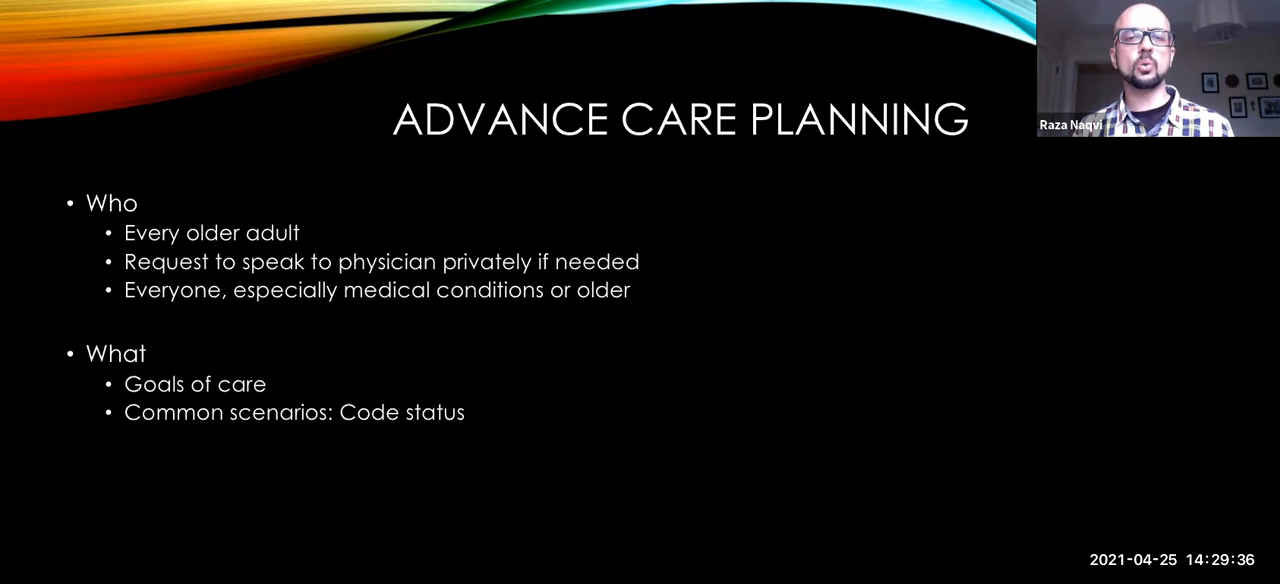 ADVANCE CARE PLANNING
Raza Naqvi
• Who
• Every older adult
• Request to speak to physician privately if needed
• Everyone, especially medical conditions or older
• What
• Goals of care
• Common scenarios: Code status
2021-04-25 14:29:36